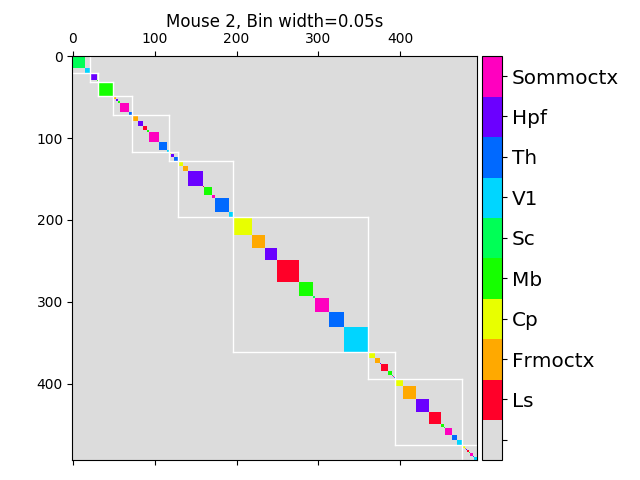 Mouse 2, Bin width=0.05s
0 100 200 300 400
0
100
200
300
400
Sommoctx
Hpf
Th
V1
Sc
Mb
Cp
Frmoctx
Ls